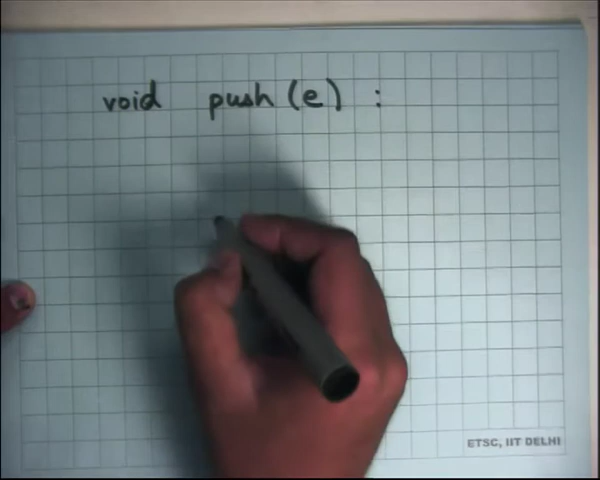 void push (e) :
ETSC, IIT DELHI